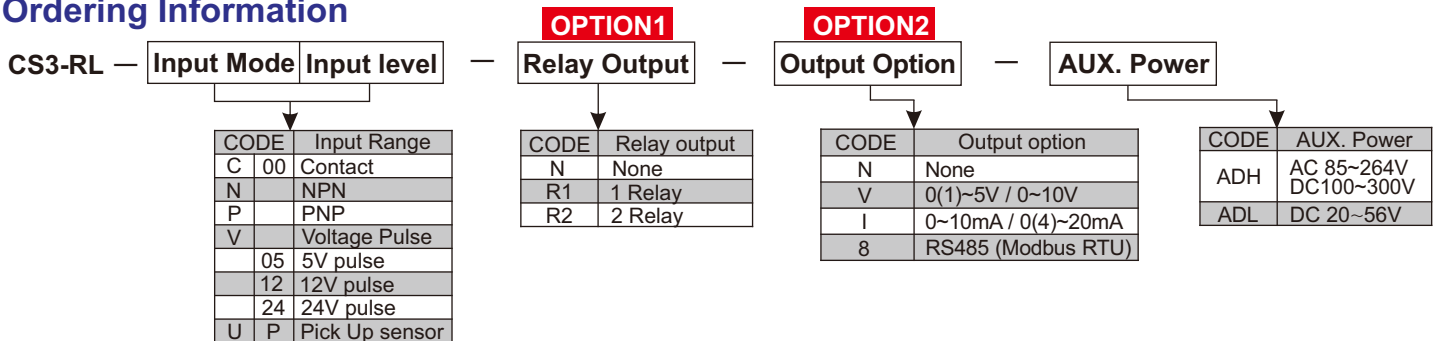 Ordering Information
OPTION1
OPTION2
CS3-RL — Input Mode Input level — Relay Output — Output Option — AUX. Power
CODE Input Range
C 00 Contact
N NPN
P PNP
V Voltage Pulse
05 5V pulse
12 12V pulse
24 24V pulse
U P Pick Up sensor
CODE Relay output
N None
R1 1 Relay
R2 2 Relay
CODE Output option
N None
V 0(1)~5V / 0~10V
I 0~10mA / 0(4)~20mA
8 RS485 (Modbus RTU)
CODE AUX. Power
ADH AC 85~264V
DC100~300V
ADL DC 20~56V